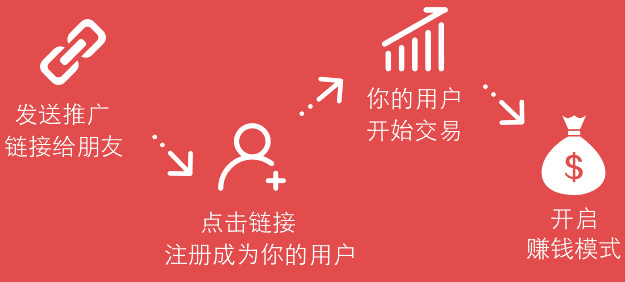 发送推广
链接给朋友
点击链接
注册成为你的用户
你的用户
开始交易
$
开启
赚钱模式